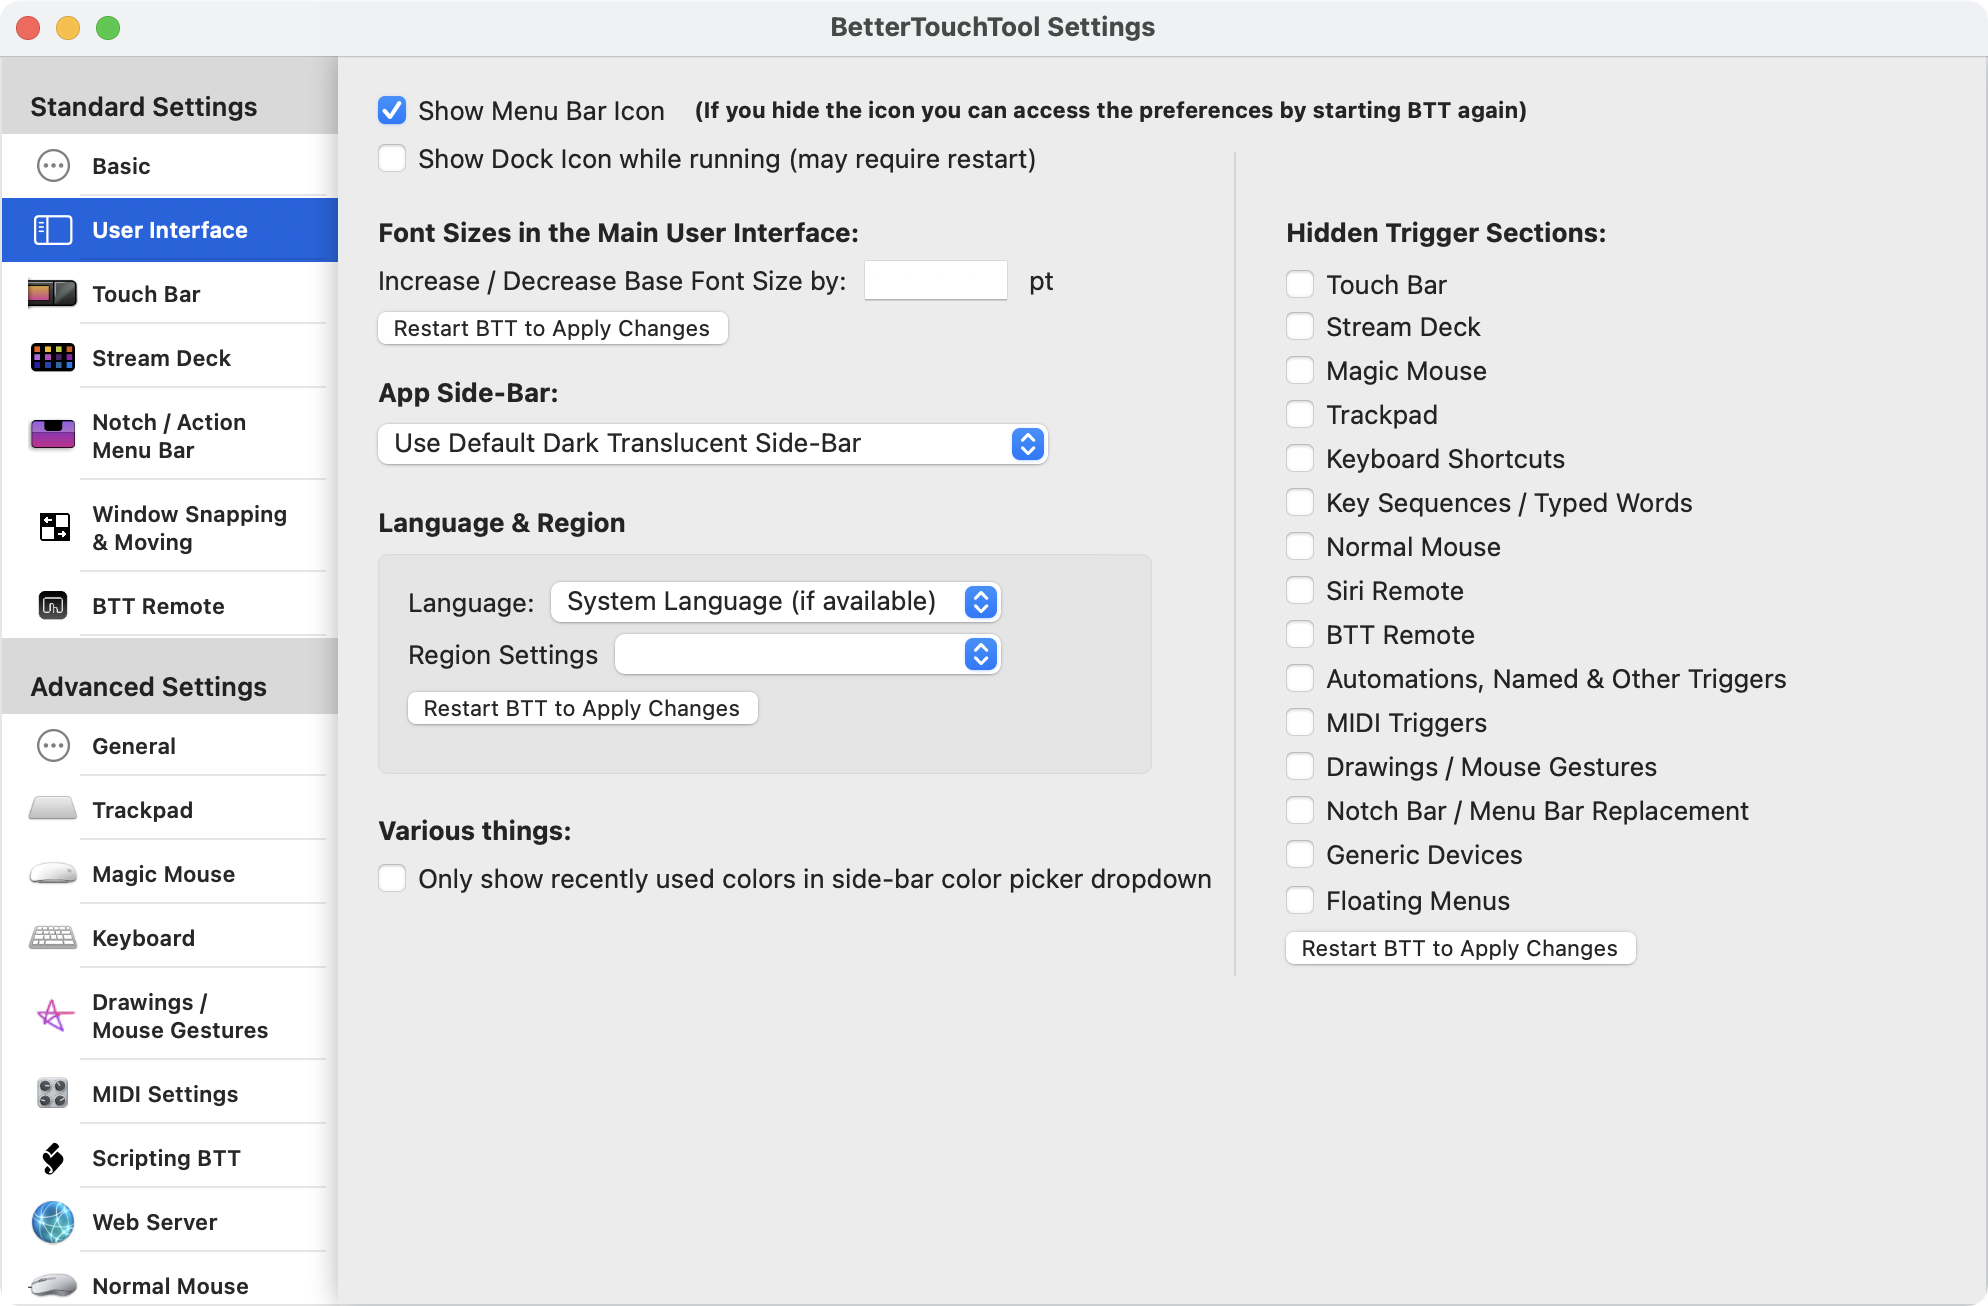 BetterTouchTool Settings
Standard Settings
Basic
User Interface
Touch Bar
Stream Deck
Notch / Action
Menu Bar
Window Snapping
& Moving
BTT Remote
Advanced Settings
General
Trackpad
Magic Mouse
Keyboard
Drawings /
Mouse Gestures
MIDI Settings
Scripting BTT
Web Server
Normal Mouse
Show Menu Bar Icon (If you hide the icon you can access the preferences by starting BTT again)
Show Dock Icon while running (may require restart)
Font Sizes in the Main User Interface:
Increase / Decrease Base Font Size by: pt
Restart BTT to Apply Changes
App Side-Bar:
Use Default Dark Translucent Side-Bar
Language & Region
Language: System Language (if available)
Region Settings
Restart BTT to Apply Changes
Various things:
Only show recently used colors in side-bar color picker dropdown
Hidden Trigger Sections:
Touch Bar
Stream Deck
Magic Mouse
Trackpad
Keyboard Shortcuts
Key Sequences / Typed Words
Normal Mouse
Siri Remote
BTT Remote
Automations, Named & Other Triggers
MIDI Triggers
Drawings / Mouse Gestures
Notch Bar / Menu Bar Replacement
Generic Devices
Floating Menus
Restart BTT to Apply Changes